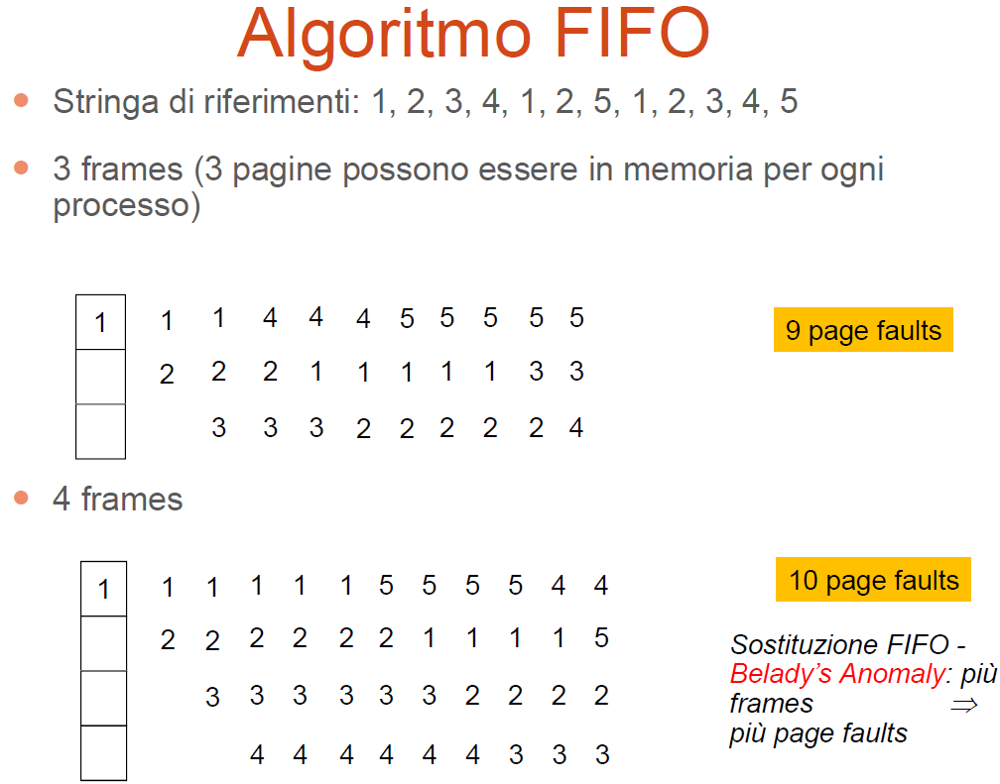 Algoritmo FIFO
• Stringa di riferimenti: 1, 2, 3, 4, 1, 2, 5, 1, 2, 3, 4, 5
• 3 frames (3 pagine possono essere in memoria per ogni
processo)
1 1 1 4 4 4 5 5 5 5 5
9 page faults
2 2 2 1 1 1 1 1 3 3
3 3 3 2 2 2 2 2 4
• 4 frames
1 1 1 1 1 1 5 5 5 5 4 4
10 page faults
2 2 2 2 2 2 1 1 1 1 5
3 3 3 3 3 3 2 2 2 2
4 4 4 4 4 4 3 3 3
Sostituzione FIFO -
Belady's Anomaly: più
frames ⇒
più page faults